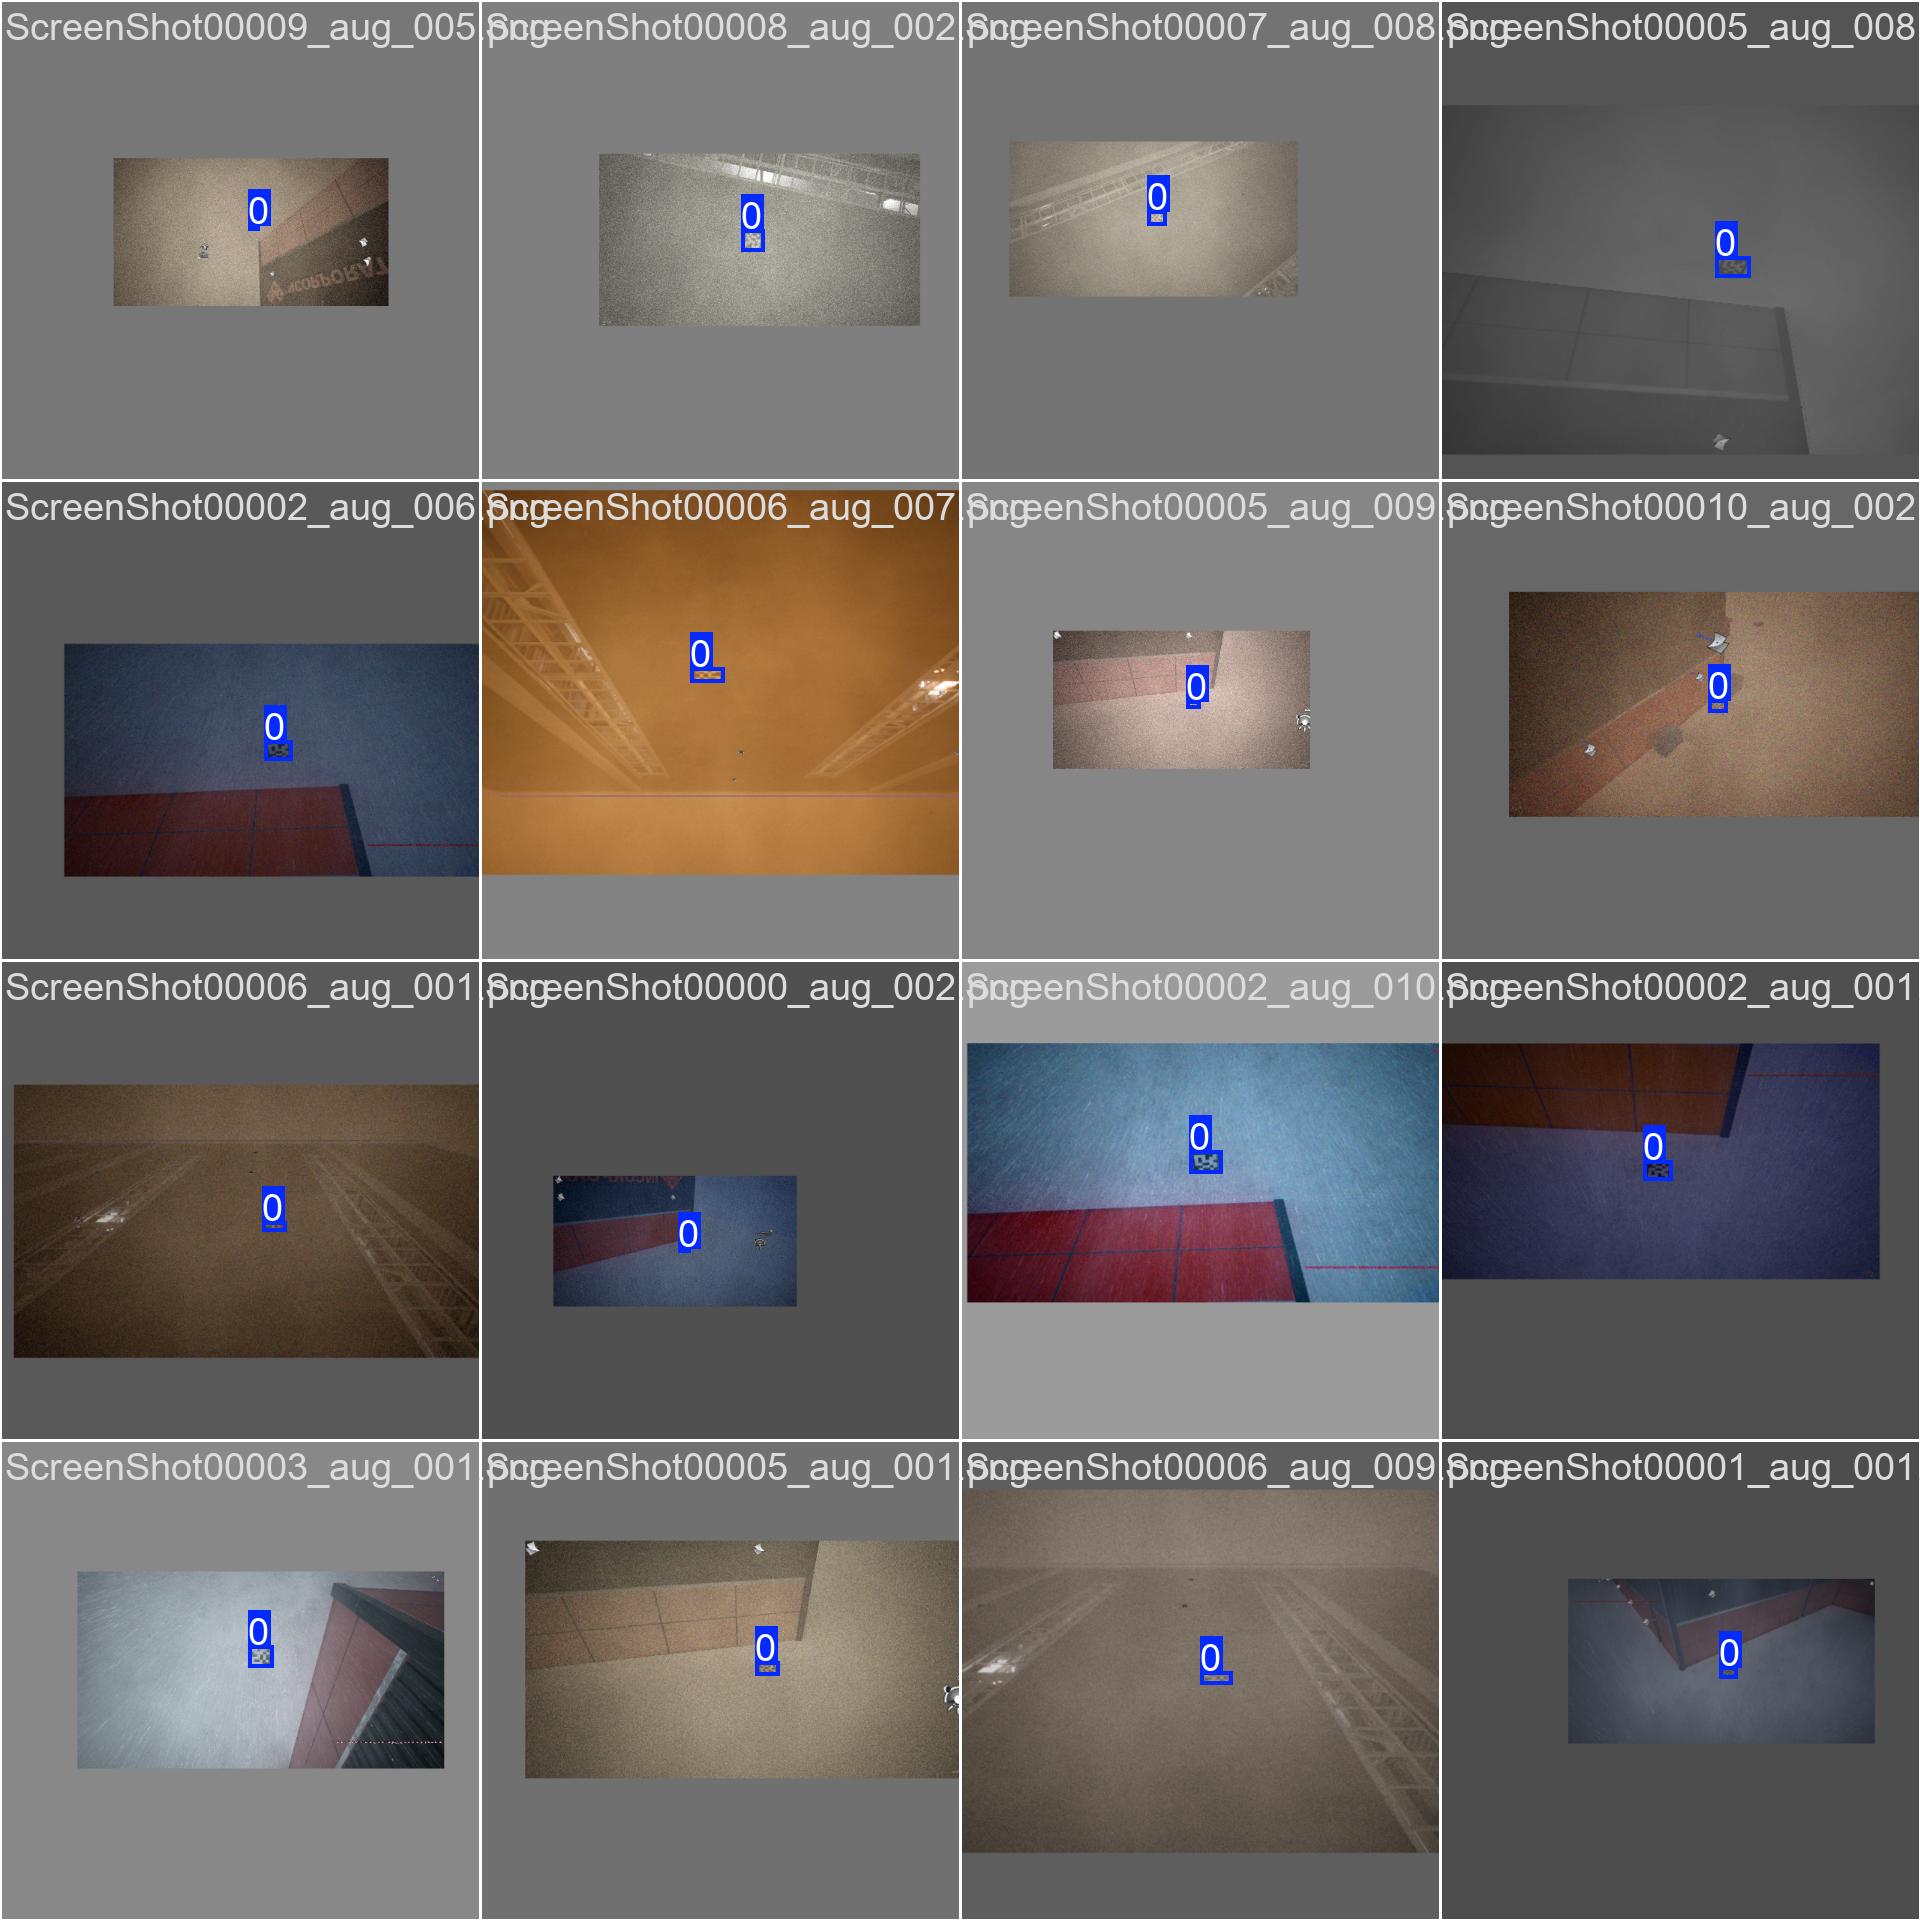 ScreenShot00009_aug_005.png
ScreenShot00008_aug_002.png
ScreenShot00007_aug_008.png
ScreenShot00005_aug_008
0
0
0
0
ScreenShot00002_aug_006.png
ScreenShot00006_aug_007.png
ScreenShot00005_aug_009.png
ScreenShot00010_aug_002
0
0
0
0
ScreenShot00006_aug_001.png
ScreenShot00000_aug_002.png
ScreenShot00002_aug_010.png
ScreenShot00002_aug_001
0
0
0
0
ScreenShot00003_aug_001.png
ScreenShot00005_aug_001.png
ScreenShot00006_aug_009.png
ScreenShot00001_aug_001
0
0
0
0